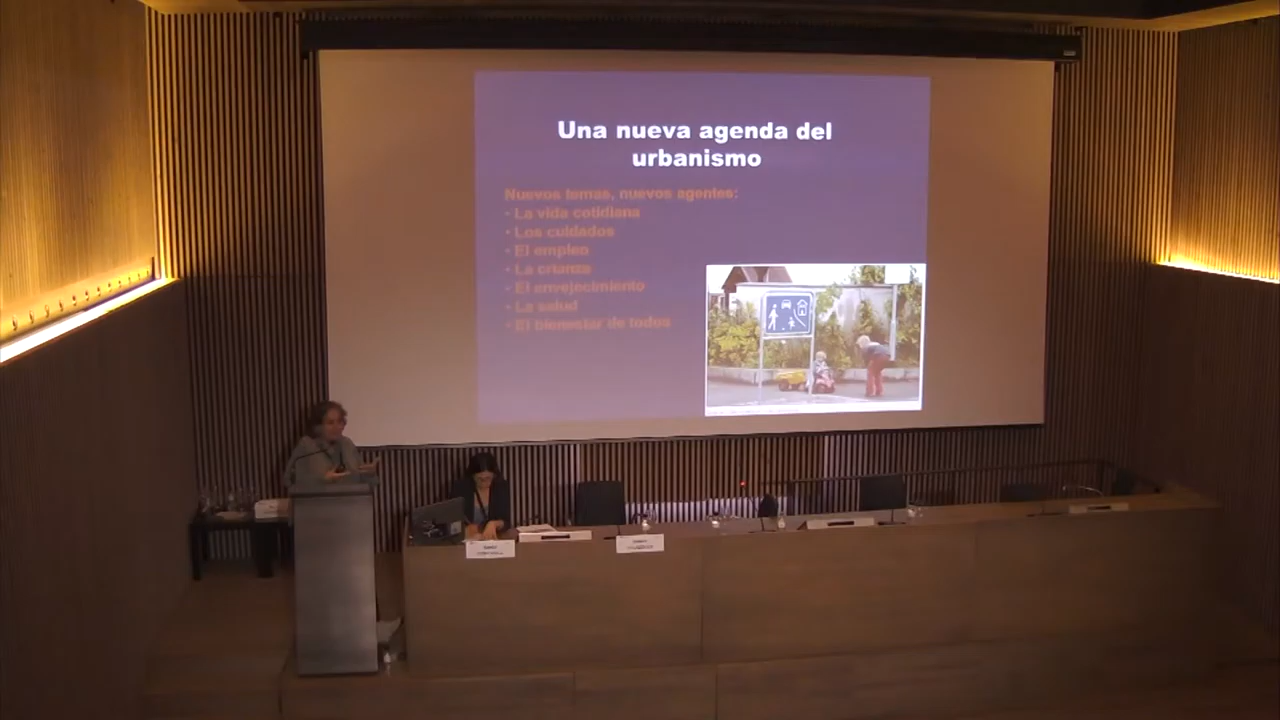 Una nueva agenda del
urbanismo
Nuevos temas, nuevos agentes:
• La vida cotidiana
• Los cuidados
• El empleo
• La crianza
• El envejecimiento
• La salud
• El bienestar de todos